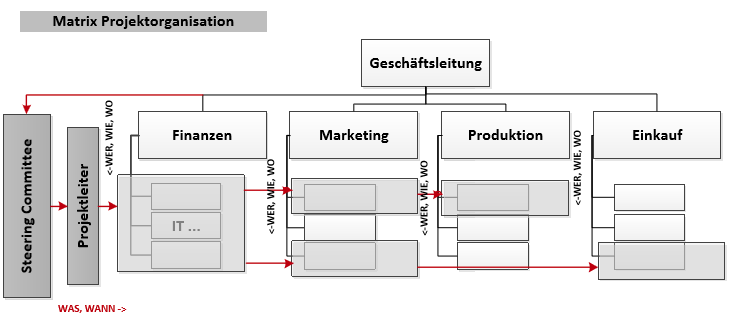 Matrix Projektorganisation
Geschäftsleitung
Steering Committee
Projektleiter
<-WER, WIE, WO
Finanzen
IT ...
<-WER, WIE, WO
Marketing
<-WER, WIE, WO
Produktion
<-WER, WIE, WO
Einkauf
WAS, WANN ->